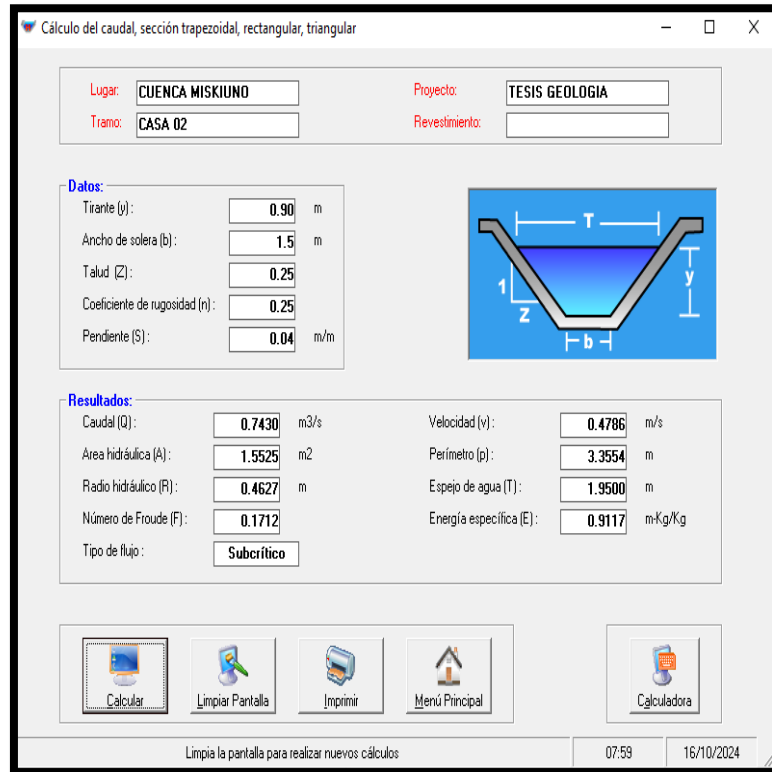 Cálculo del caudal, sección trapezoidal, rectangular, triangular
Lugar: CUENCA MISKIUNO Proyecto: TESIS GEOLOGIA
Tramo: CASA 02 Revestimiento:
Datos:
Tirante (y) : 0.90 m
Ancho de solera (b) : 1.5 m
Talud (Z) : 0.25
Coeficiente de rugosidad (n) : 0.25
Pendiente (S) : 0.04 m/m
T
y
1
Z
b
Resultados:
Caudal (Q) : 0.7430 m3/s Velocidad (v) : 0.4786 m/s
Area hidráulica (A) : 1.5525 m2 Perímetro (p) : 3.3554 m
Radio hidráulico (R) : 0.4627 m Espejo de agua (T) : 1.9500 m
Número de Froude (F) : 0.1712 Energía específica (E) : 0.9117 m-Kg/Kg
Tipo de flujo : Subcrítico
Calcular Limpiar Pantalla Imprimir Menú Principal Calculadora
Limpia la pantalla para realizar nuevos cálculos 07:59 16/10/2024